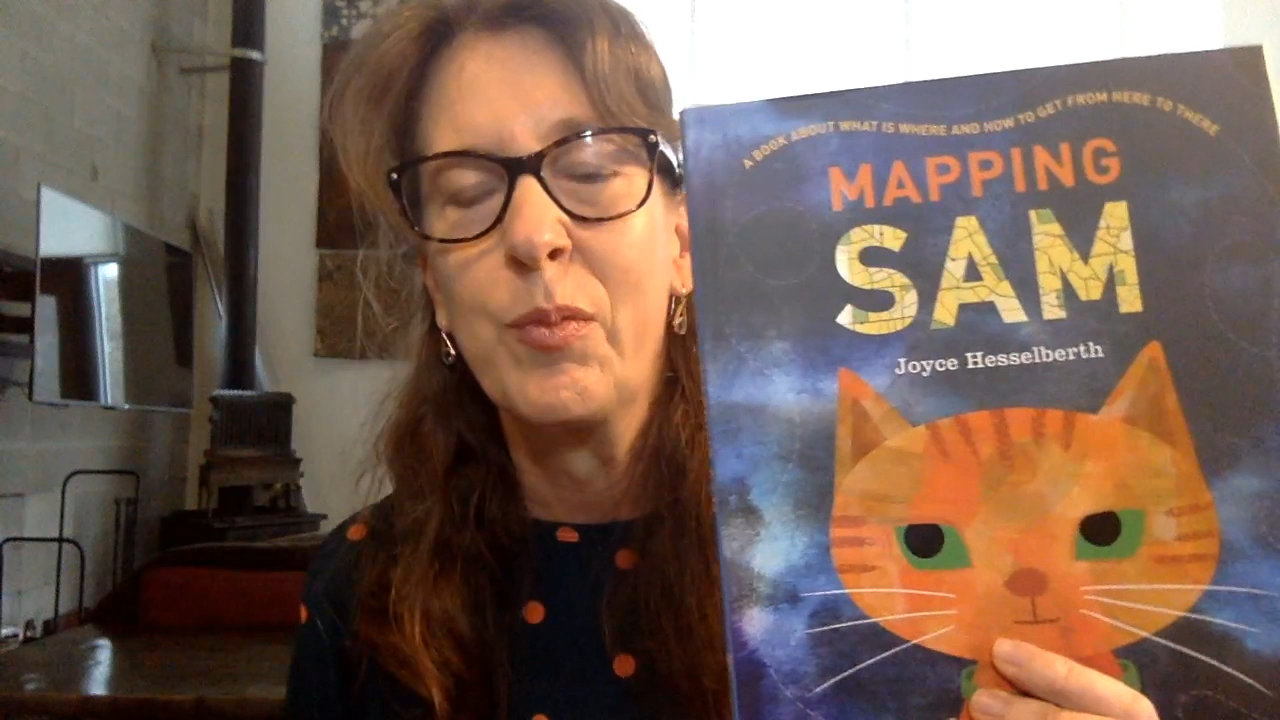 A BOOK ABOUT WHAT IS WHERE AND HOW TO GET FROM HERE TO THERE
MAPPING
SAM
Joyce Hesselberth